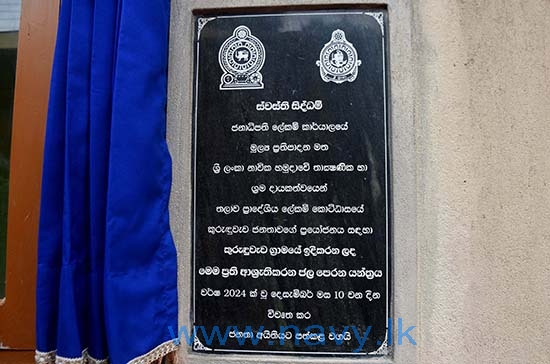 ස්වස්ති සිද්ධම්
ජනාධිපති ලේකම් කාර්යාලයේ
මූල්‍ය ප්‍රතිපාදන මත
ශ්‍රී ලංකා නාවික හමුදාවේ තාක්ෂණික හා
ශ්‍රම දායකත්වයෙන්
තලාව ප්‍රාදේශීය ලේකම් කොට්ඨාසයේ
කුරුඳුවැව ජනතාවගේ ප්‍රයෝජනය සඳහා
කුරුඳුවැව ග්‍රාමයේ ඉදිකරන ලද
මෙම ප්‍රති ආශ්‍රැතිකරන ජල පෙරන යන්ත්‍රය
වර්ෂ 2024 ක් වූ දෙසැම්බර් මස 10 වන දින
විවෘත කර
ජනතා අයිතියට පත්කළ වගයි
www.navy.lk